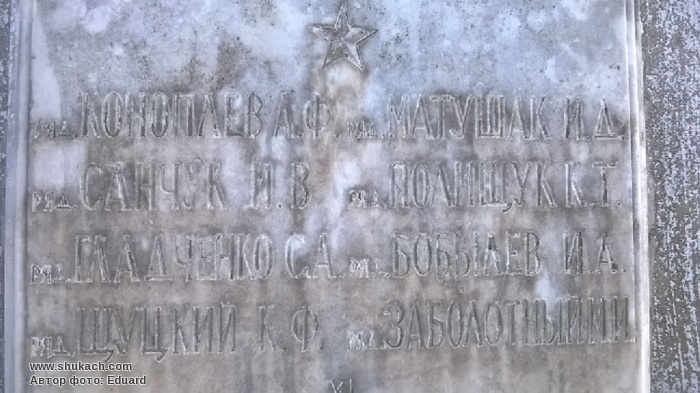 ★
ряд. КОНОПЛЕВ А.Ф. ряд. МАТУШАК И.Д.
ряд. САНЧУК И.В. ряд. ПОЛИЩУК К.Т.
ряд. ГЛАДЧЕНКО С.А. БОБЫЛЕВ И.А.
ряд. ЩУЦКИЙ К.Ф. ряд. ЗАБОЛОТНЫЙ М.И.
XI
www.shukach.com
Автор фото: Eduard